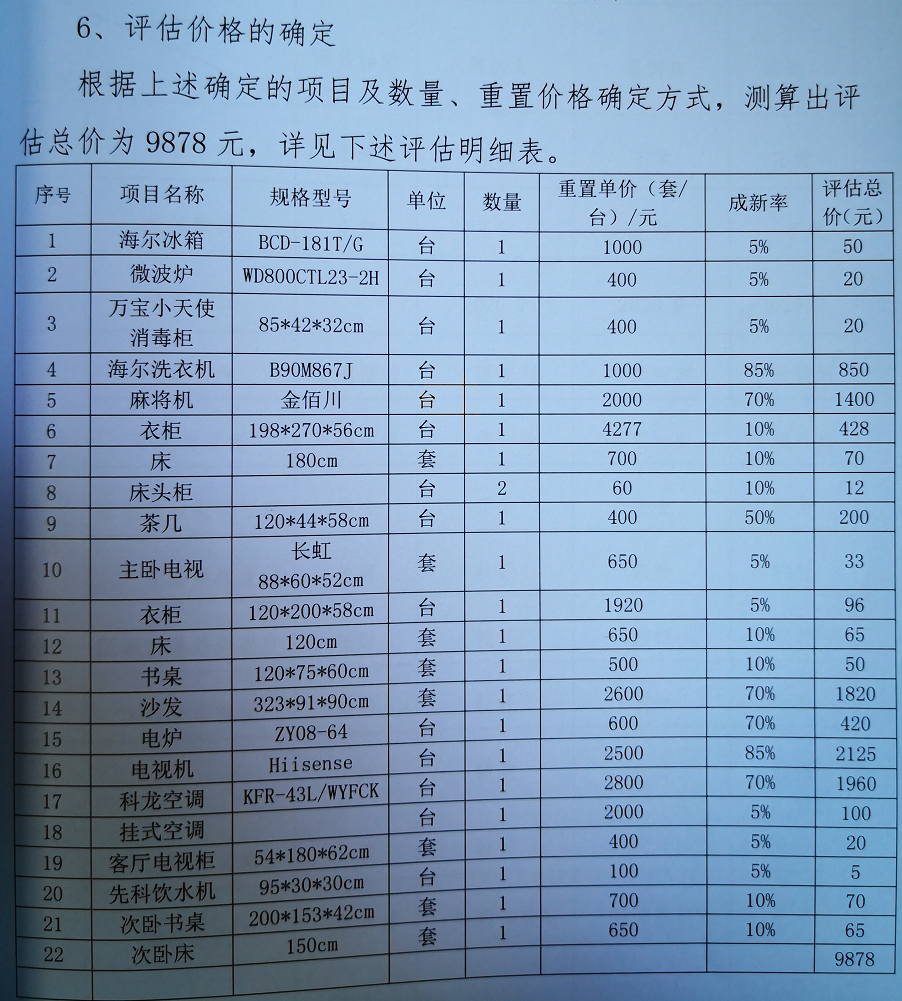 6、评估价格的确定
根据上述确定的项目及数量、重置价格确定方式，测算出评
估总价为 9878 元，详见下述评估明细表。
序号 项目名称 规格型号 单位 数量 重置单价（套/台）/元 成新率 评估总价（元）
1 海尔冰箱 BCD-181T/G 台 1 1000 5% 50
2 微波炉 WD800CTL23-2H 台 1 400 5% 20
3 万宝小天使消毒柜 85*42*32cm 台 1 400 5% 20
4 海尔洗衣机 B90M867J 台 1 1000 85% 850
5 麻将机 金佰川 台 1 2000 70% 1400
6 衣柜 198*270*56cm 台 1 4277 10% 428
7 床 180cm 套 1 700 10% 70
8 床头柜 台 2 60 10% 12
9 茶几 120*44*58cm 台 1 400 50% 200
10 主卧电视 长虹 88*60*52cm 套 1 650 5% 33
11 衣柜 120*200*58cm 台 1 1920 5% 96
12 床 120cm 套 1 650 10% 65
13 书桌 120*75*60cm 套 1 500 10% 50
14 沙发 323*91*90cm 套 1 2600 70% 1820
15 电炉 ZY08-64 台 1 600 70% 420
16 电视机 Hiisense 台 1 2500 85% 2125
17 科龙空调 KFR-43L/WYFCK 台 1 2800 70% 1960
18 挂式空调 台 1 2000 5% 100
19 客厅电视柜 54*180*62cm 套 1 400 5% 20
20 先科饮水机 95*30*30cm 台 1 100 5% 5
21 次卧书桌 200*153*42cm 套 1 700 10% 70
22 次卧床 150cm 套 1 650 10% 65
9878